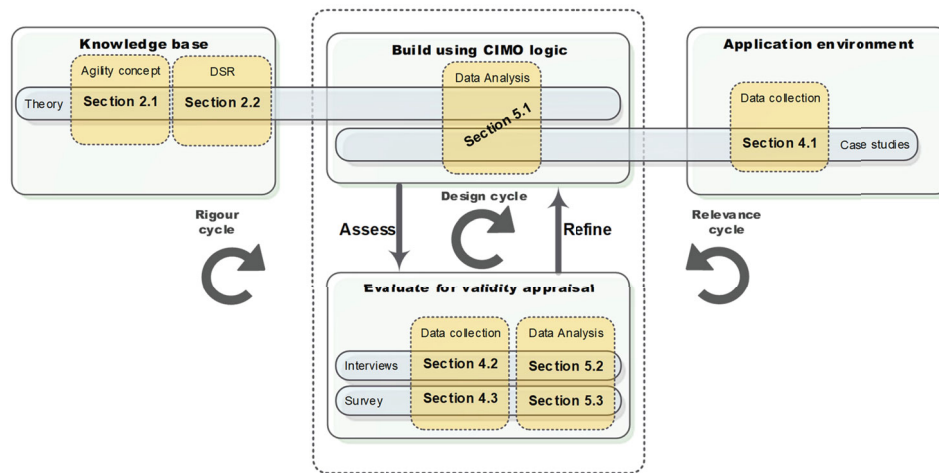 Knowledge base
Agility concept
DSR
Theory
Section 2.1
Section 2.2
Build using CIMO logic
Data Analysis
Section 5.1
Application environment
Data collection
Section 4.1
Case studies
Rigour
cycle
Assess
Design cycle
Refine
Relevance
cycle
Evaluate for validity appraisal
Data collection
Data Analysis
Interviews
Section 4.2
Section 5.2
Survey
Section 4.3
Section 5.3